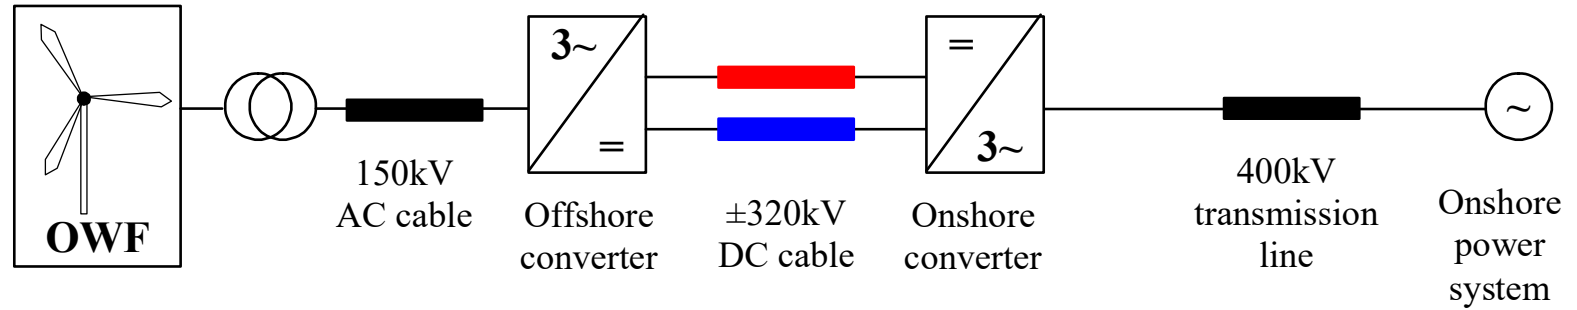 OWF
150kV
AC cable
3~
=
Offshore
converter
±320kV
DC cable
=
3~
Onshore
converter
400kV
transmission
line
~
Onshore
power
system